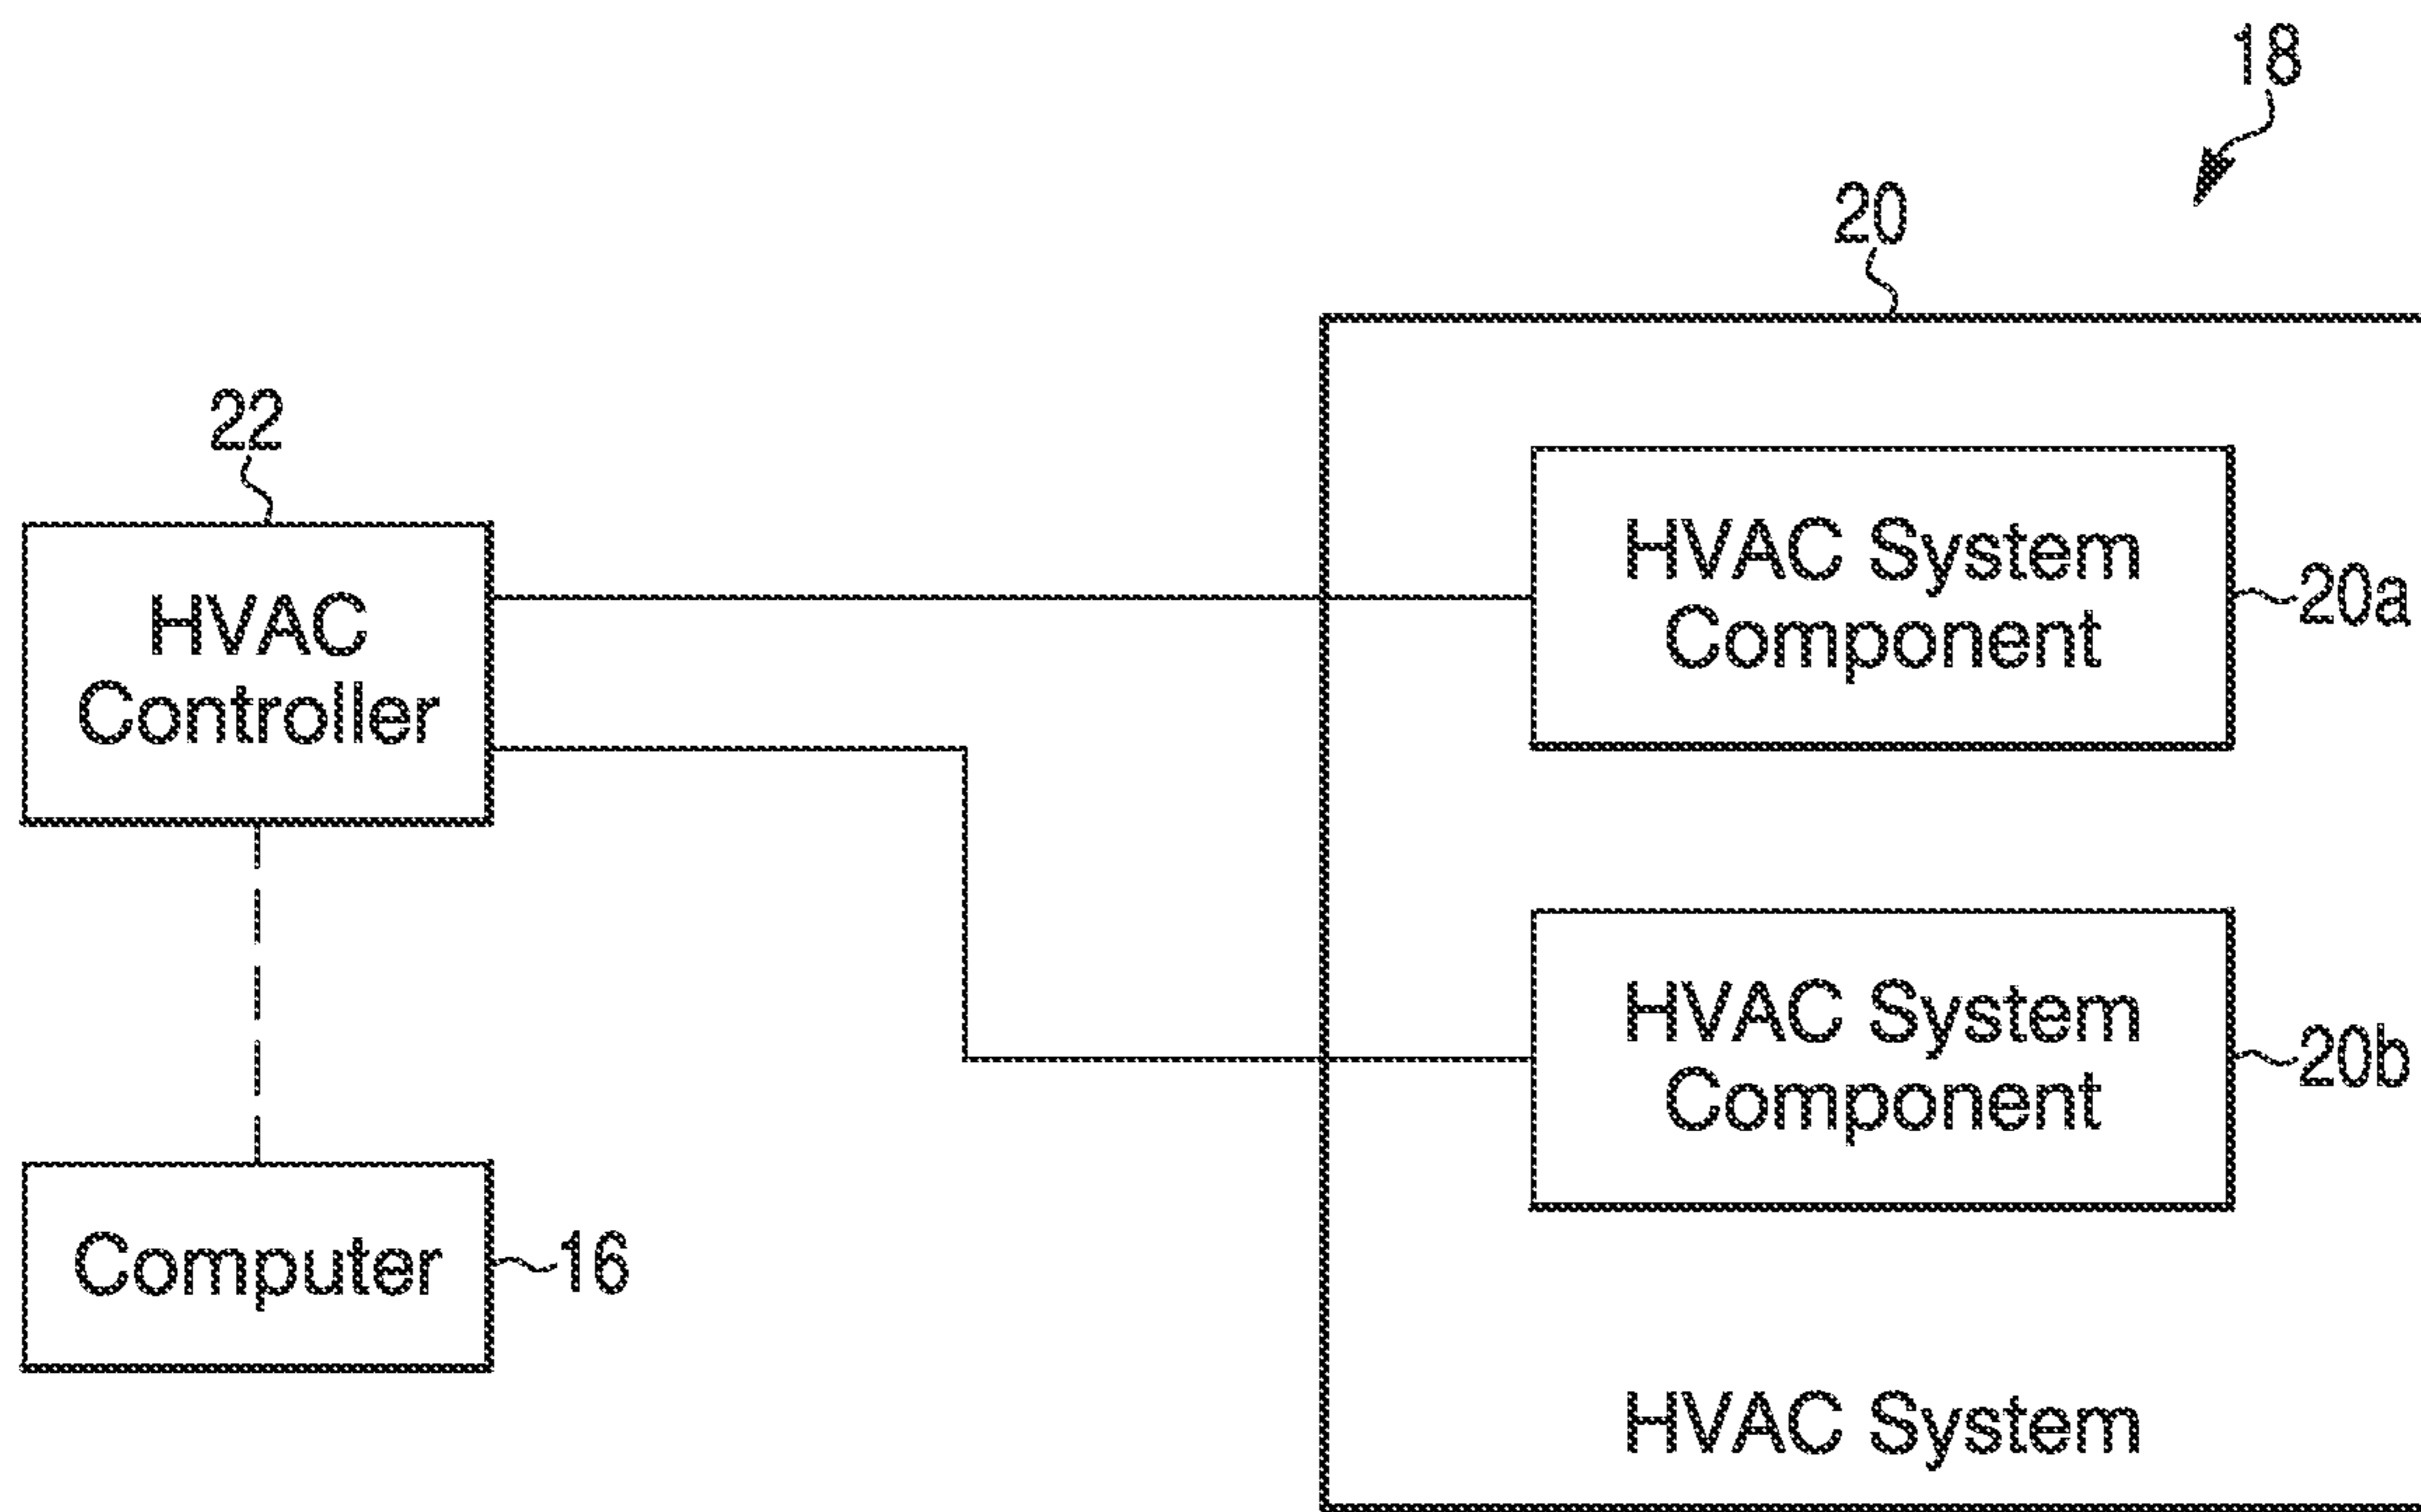 18
20
22
HVAC
Controller
HVAC System
Component
20a
HVAC System
Component
20b
Computer
16
HVAC System